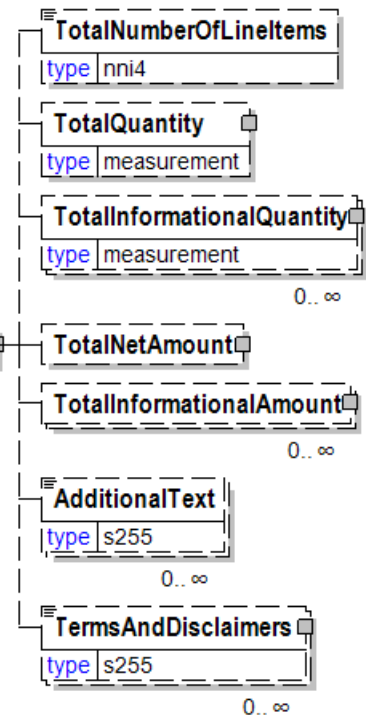 TotalNumberOfLineItems
type nni4
TotalQuantity
type measurement
TotalInformationalQuantity
type measurement
0.. ∞
TotalNetAmount
TotalInformationalAmount
0.. ∞
AdditionalText
type s255
0.. ∞
TermsAndDisclaimers
type s255
0.. ∞